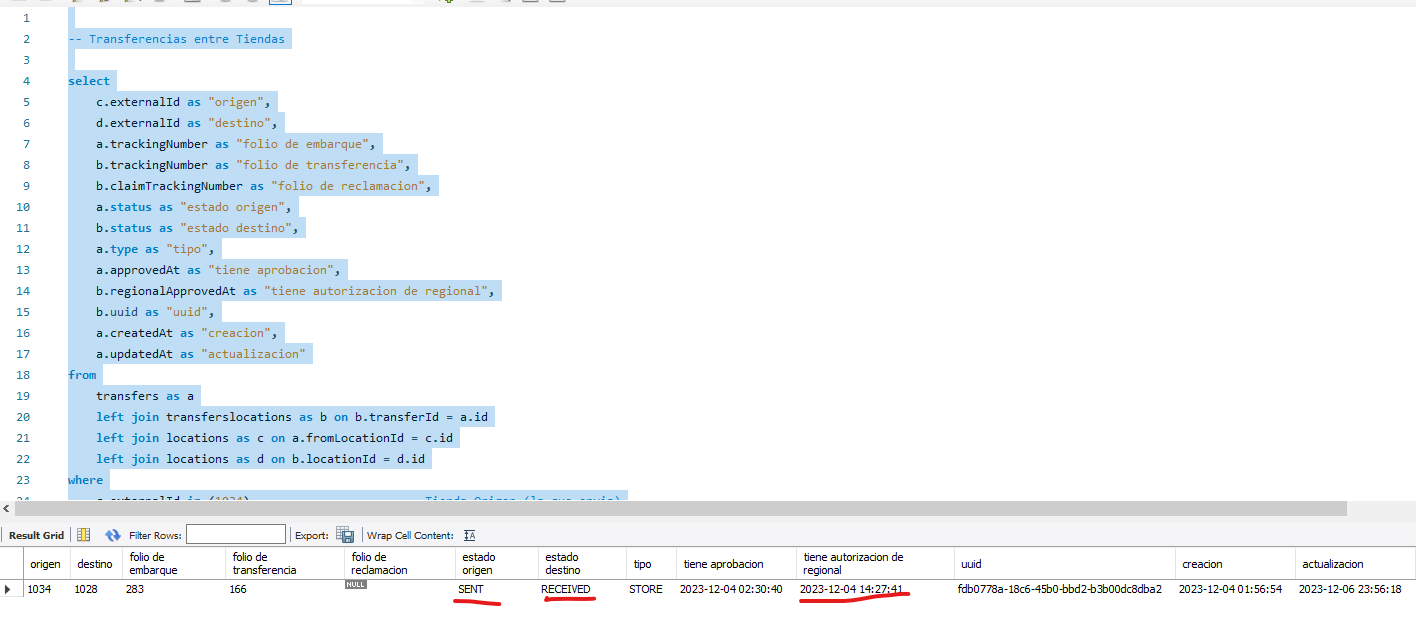 1
2 -- Transferencias entre Tiendas
3
4 select
5 c.externalId as "origen",
6 d.externalId as "destino",
7 a.trackingNumber as "folio de embarque",
8 b.trackingNumber as "folio de transferencia",
9 b.claimTrackingNumber as "folio de reclamacion",
10 a.status as "estado origen",
11 b.status as "estado destino",
12 a.type as "tipo",
13 a.approvedAt as "tiene aprobacion",
14 b.regionalApprovedAt as "tiene autorizacion de regional",
15 b.uuid as "uuid",
16 a.createdAt as "creacion",
17 a.updatedAt as "actualizacion"
18 from
19 transfers as a
20 left join transferslocations as b on b.transferId = a.id
21 left join locations as c on a.fromLocationId = c.id
22 left join locations as d on b.locationId = d.id
23 where
Result Grid Filter Rows: Export: Wrap Cell Content: IA
origen destino folio de embarque folio de transferencia folio de reclamacion estado origen estado destino tipo tiene aprobacion tiene autorizacion de regional uuid creacion actualizacion
1034 1028 283 166 NULL SENT RECEIVED STORE 2023-12-04 02:30:40 2023-12-04 14:27:41 fdb0778a-18c6-45b0-bbd2-b3b00dc8dba2 2023-12-04 01:56:54 2023-12-06 23:56:18